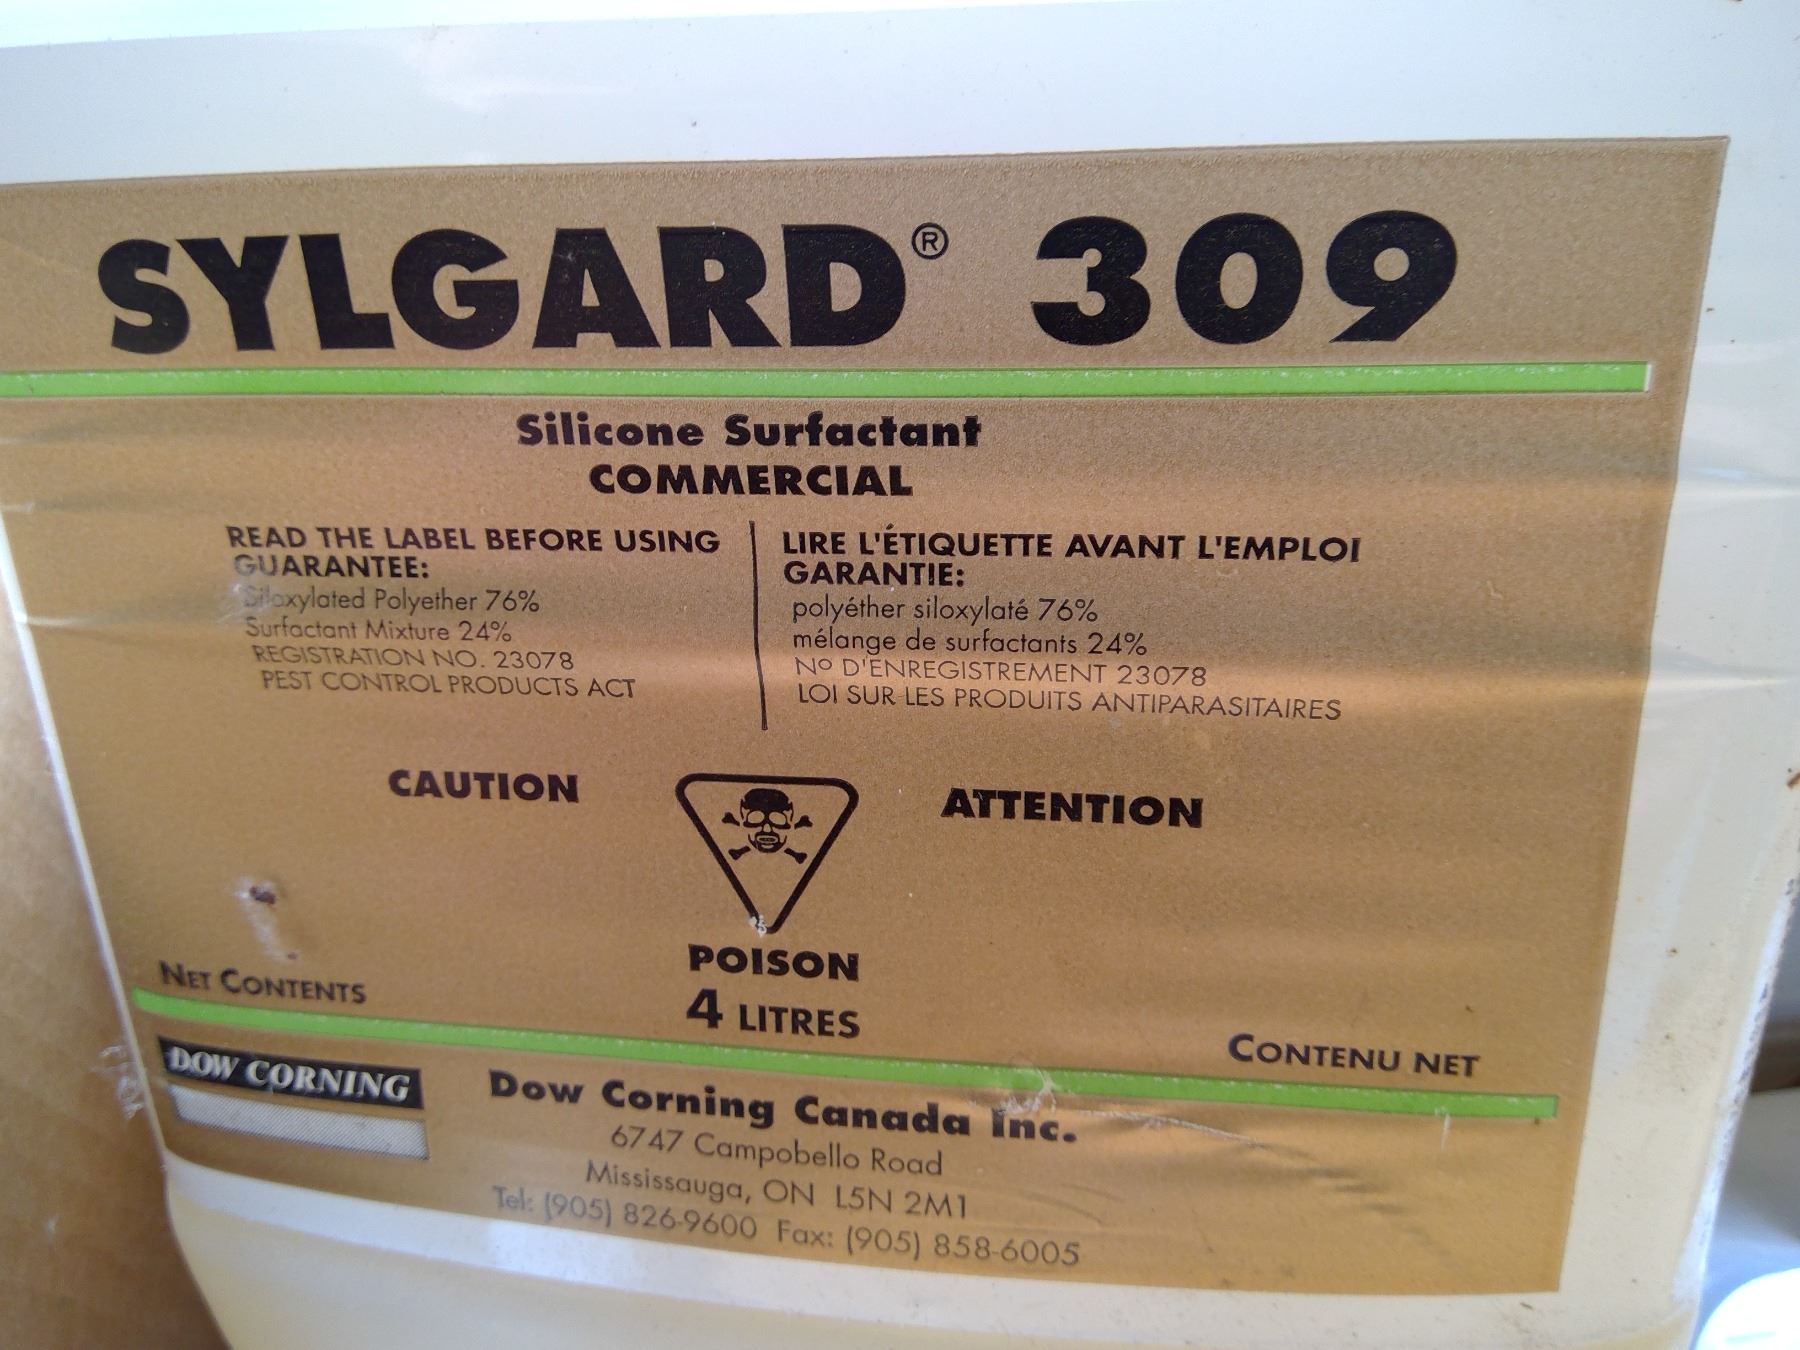 SYLGARD® 309
Silicone Surfactant
COMMERCIAL
READ THE LABEL BEFORE USING
GUARANTEE:
Siloxylated Polyether 76%
Surfactant Mixture 24%
REGISTRATION NO. 23078
PEST CONTROL PRODUCTS ACT
LIRE L'ÉTIQUETTE AVANT L'EMPLOI
GARANTIE:
polyéther siloxylaté 76%
mélange de surfactants 24%
Nº D'ENREGISTREMENT 23078
LOI SUR LES PRODUITS ANTIPARASITAIRES
CAUTION
ATTENTION
POISON
NET CONTENTS
4 LITRES
CONTENU NET
DOW CORNING
Dow Corning Canada Inc.
6747 Campobello Road
Mississauga, ON L5N 2M1
Tel: (905) 826-9600 Fax: (905) 858-6005